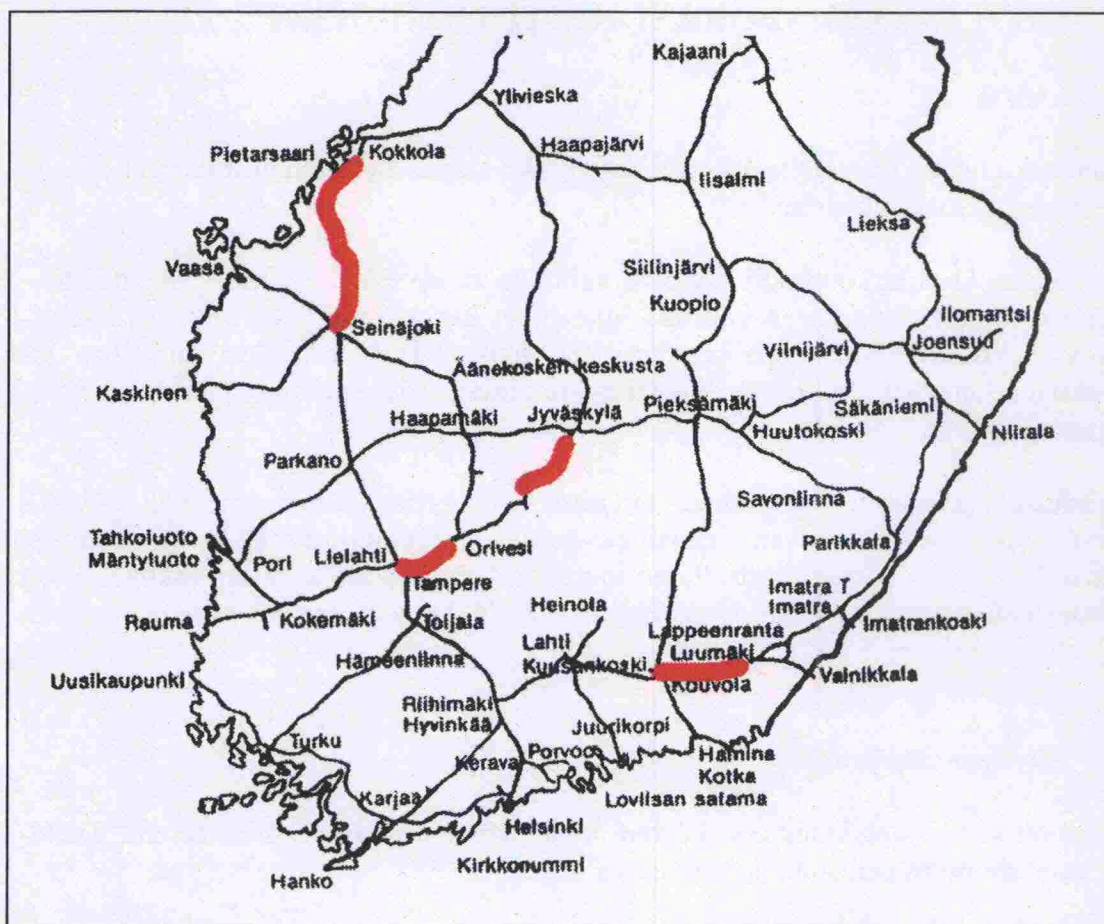 Kajaani
Ylivieska
Haapajärvi
Pietarsaari
Kokkola
Iisalmi
Lieksa
Vaasa
Siilinjärvi
Kuopio
Ilomantsi
Seinäjoki
Viinijärvi
Joensuu
Äänekosken keskusta
Kaskinen
Haapamäki
Jyväskylä
Pieksämäki
Säkäniemi
Huutokoski
Niirala
Parkano
Savonlinna
Tahkoluoto
Mäntyluoto
Pori
Lielahti
Orivesi
Parikkala
Tampere
Imatra T
Imatra
Heinola
Rauma
Kokemäki
Toijala
Lappeenranta
Imatrankoski
Lahti
Luumäki
Hämeenlinna
Kuusankoski
Vainikkala
Uusikaupunki
Kouvola
Riihimäki
Hyvinkää
Juurikorpi
Turku
Porvoo
Hamina
Kerava
Kotka
Karjaa
Loviisan satama
Helsinki
Kirkkonummi
Hanko